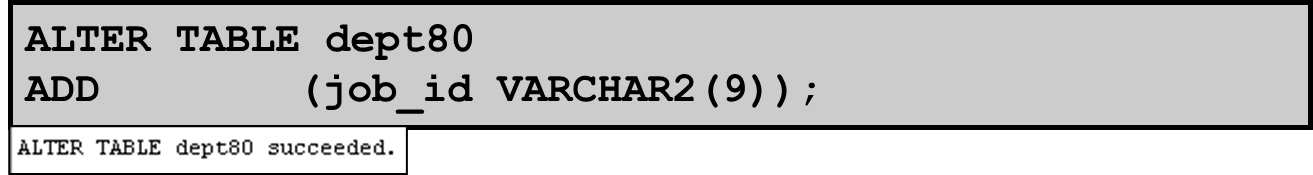 ALTER TABLE dept80
ADD (job_id VARCHAR2(9));
ALTER TABLE dept80 succeeded.